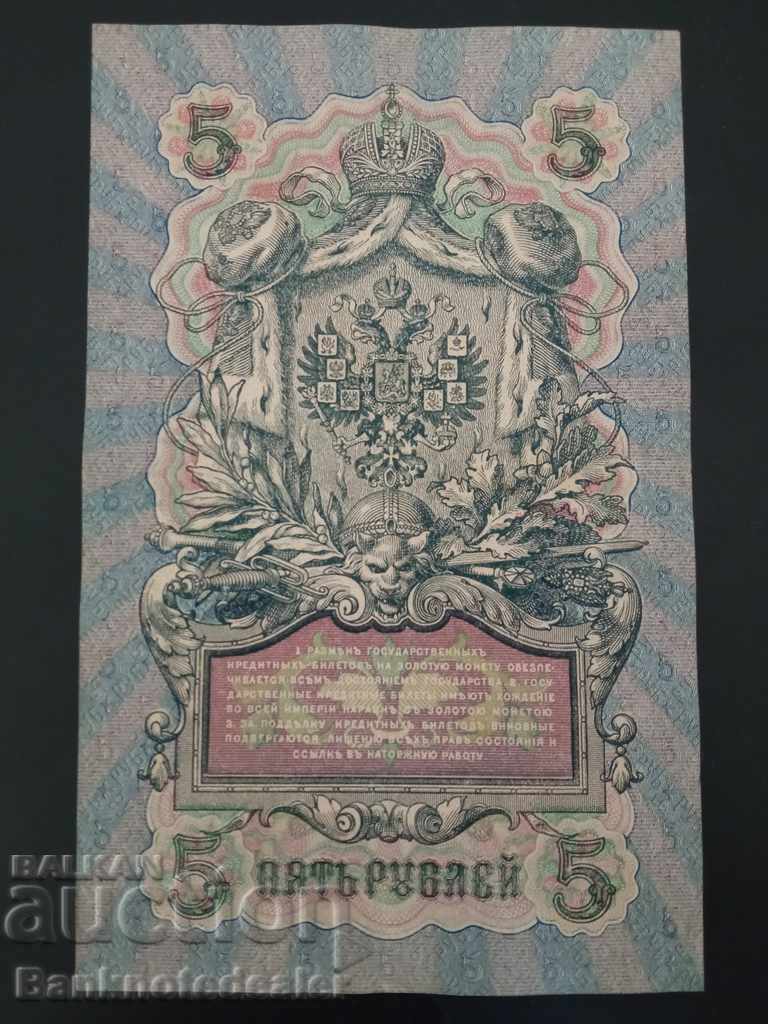 5 5
1. РАЗМѢНЪ ГОСУДАРСТВЕННЫХЪ
КРЕДИТНЫХЪ БИЛЕТОВЪ НА ЗОЛОТУЮ МОНЕТУ ОБЕЗПЕ-
ЧИВАЕТСЯ ВСѢМЪ ДОСТОЯНІЕМЪ ГОСУДАРСТВА. 2. ГОСУ-
ДАРСТВЕННЫЕ КРЕДИТНЫЕ БИЛЕТЫ ИМѢЮТЪ ХОЖДЕНІЕ
ВО ВСЕЙ ИМПЕРІИ НАРАВНѢ СЪ ЗОЛОТОЮ МОНЕТОЮ
3. ЗА ПОДДѢЛКУ КРЕДИТНЫХЪ БИЛЕТОВЪ ВИНОВНЫЕ
ПОДВЕРГАЮТСЯ ЛИШЕНІЮ ВСѢХЪ ПРАВЪ СОСТОЯНІЯ И
ССЫЛКѢ ВЪ КАТОРЖНУЮ РАБОТУ
5 ПЯТЬ РУБЛЕЙ 5
BALKAN
auction
Banknotedealer